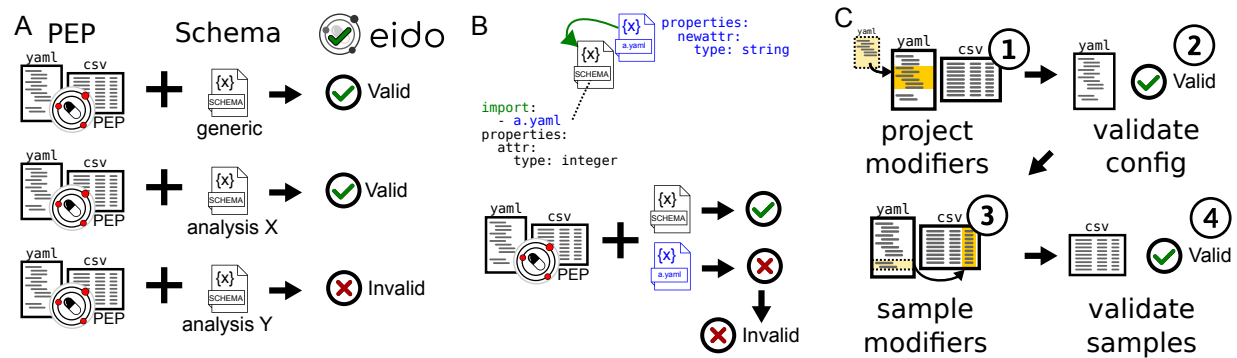 A
PEP
Schema
eido
yaml
csv
PEP
{x}
SCHEMA
generic
Valid
yaml
csv
PEP
{x}
SCHEMA
analysis X
Valid
yaml
csv
PEP
{x}
SCHEMA
analysis Y
Invalid
B
{x}
a.yaml
properties:
newattr:
type: string
{x}
SCHEMA
import:
- a.yaml
properties:
attr:
type: integer
yaml
csv
PEP
{x}
SCHEMA
{x}
a.yaml
Invalid
C
yaml
yaml
csv
1
project
modifiers
yaml
2
Valid
validate
config
yaml
csv
3
sample
modifiers
csv
4
Valid
validate
samples